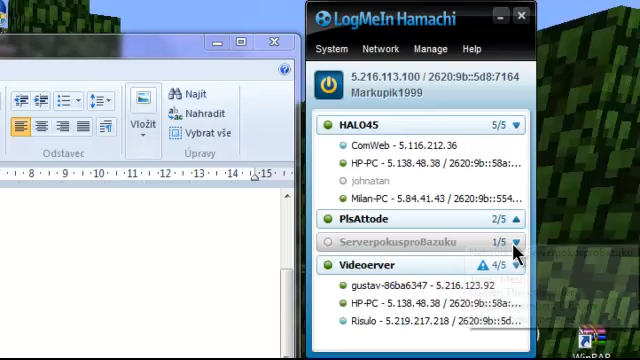 LogMeIn Hamachi
System Network Manage Help
5.216.113.100 / 2620:9b::5d8:7164
Markupik1999
HALO45 5/5
ComWeb - 5.116.212.36
HP-PC - 5.138.48.38 / 2620:9b::58a:...
johnatan
Milan-PC - 5.84.41.43 / 2620:9b::554...
PlsAttode 2/5
ServerpokusproBazuku 1/5
Videoerver 4/5
gustav-86ba6347 - 5.216.123.92
HP-PC - 5.138.48.38 / 2620:9b::58a:...
Risulo - 5.219.217.218 / 2620:9b::5d...
Najít
Nahradit
Vložit
Vybrat vše
Odstavec
Úpravy
8 9 10 11 12 13 14 15
WinRAR